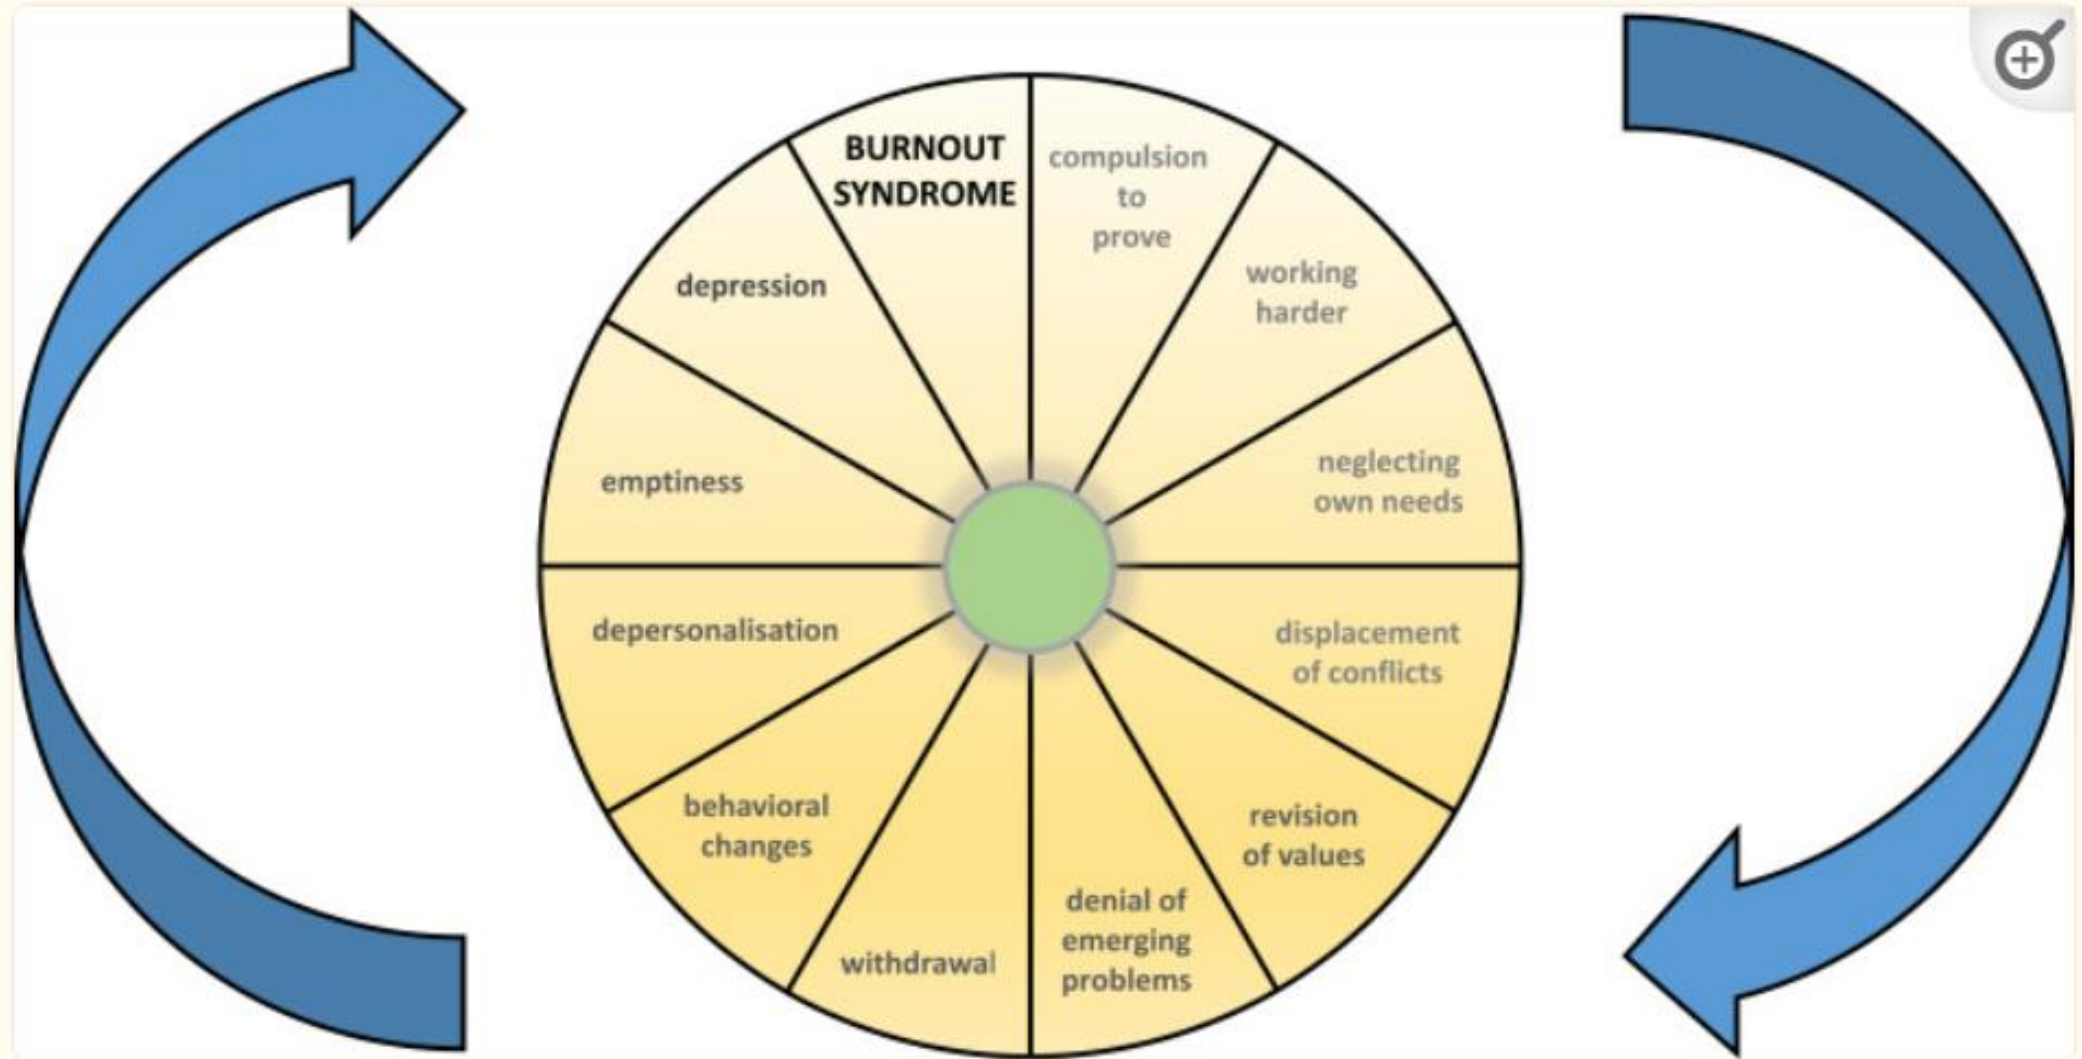 BURNOUT
SYNDROME
compulsion
to
prove
working
harder
neglecting
own needs
displacement
of conflicts
revision
of values
denial of
emerging
problems
withdrawal
behavioral
changes
depersonalisation
emptiness
depression